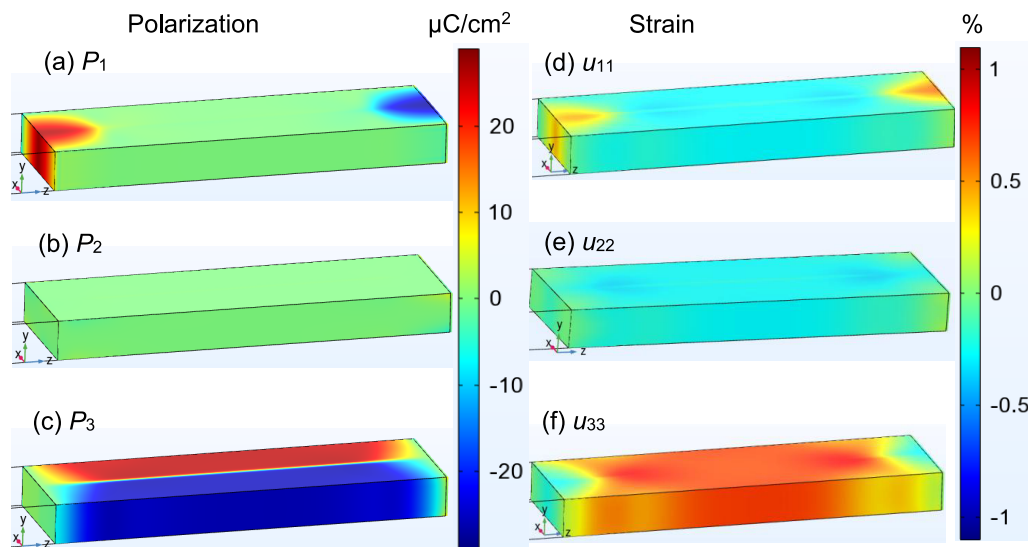 Polarization μC/cm² Strain %
(a) P₁
(d) u₁₁
20
10
0
-10
-20
1
0.5
0
-0.5
-1
y
x
z
y
x
z
(b) P₂
(e) u₂₂
y
x
z
y
x
z
(c) P₃
(f) u₃₃
y
x
z
y
x
z